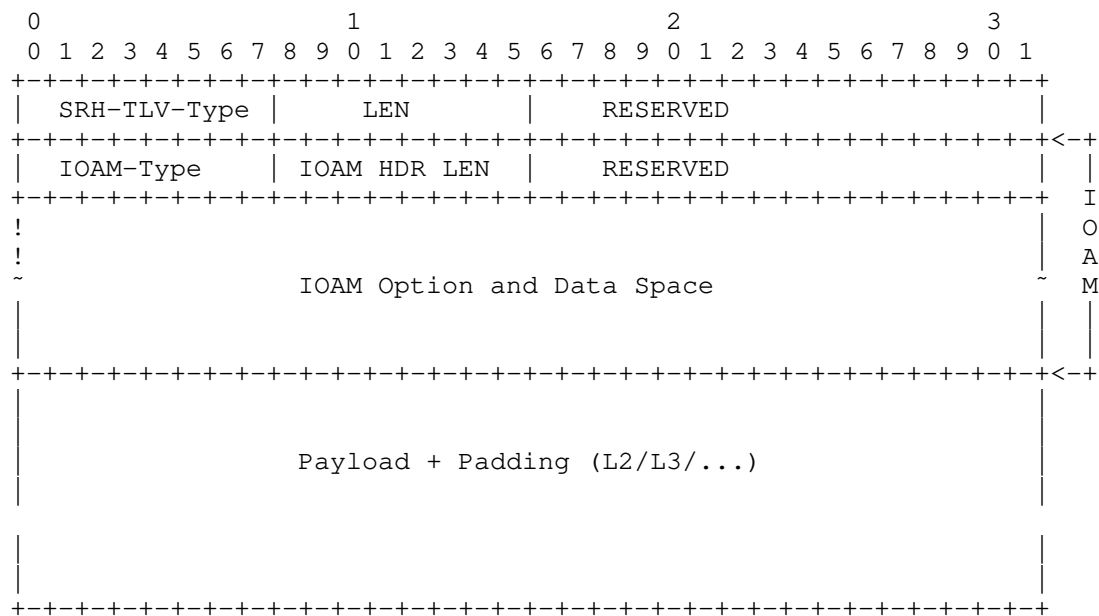 0                   1                   2                   3
 0 1 2 3 4 5 6 7 8 9 0 1 2 3 4 5 6 7 8 9 0 1 2 3 4 5 6 7 8 9 0 1
+-+-+-+-+-+-+-+-+-+-+-+-+-+-+-+-+-+-+-+-+-+-+-+-+-+-+-+-+-+-+-+-+
|  SRH-TLV-Type |     LEN       |    RESERVED                   |
+-+-+-+-+-+-+-+-+-+-+-+-+-+-+-+-+-+-+-+-+-+-+-+-+-+-+-+-+-+-+-+-+<-+
|  IOAM-Type    | IOAM HDR LEN  |    RESERVED                   |  |
+-+-+-+-+-+-+-+-+-+-+-+-+-+-+-+-+-+-+-+-+-+-+-+-+-+-+-+-+-+-+-+-+  I
!                                                               |  O
!                                                               |  A
~                 IOAM Option and Data Space                    ~  M
|                                                               |  |
|                                                               |  |
+-+-+-+-+-+-+-+-+-+-+-+-+-+-+-+-+-+-+-+-+-+-+-+-+-+-+-+-+-+-+-+-+<-+
|                                                               |
|                                                               |
|                 Payload + Padding (L2/L3/...)                 |
|                                                               |
|                                                               |
|                                                               |
+-+-+-+-+-+-+-+-+-+-+-+-+-+-+-+-+-+-+-+-+-+-+-+-+-+-+-+-+-+-+-+-+